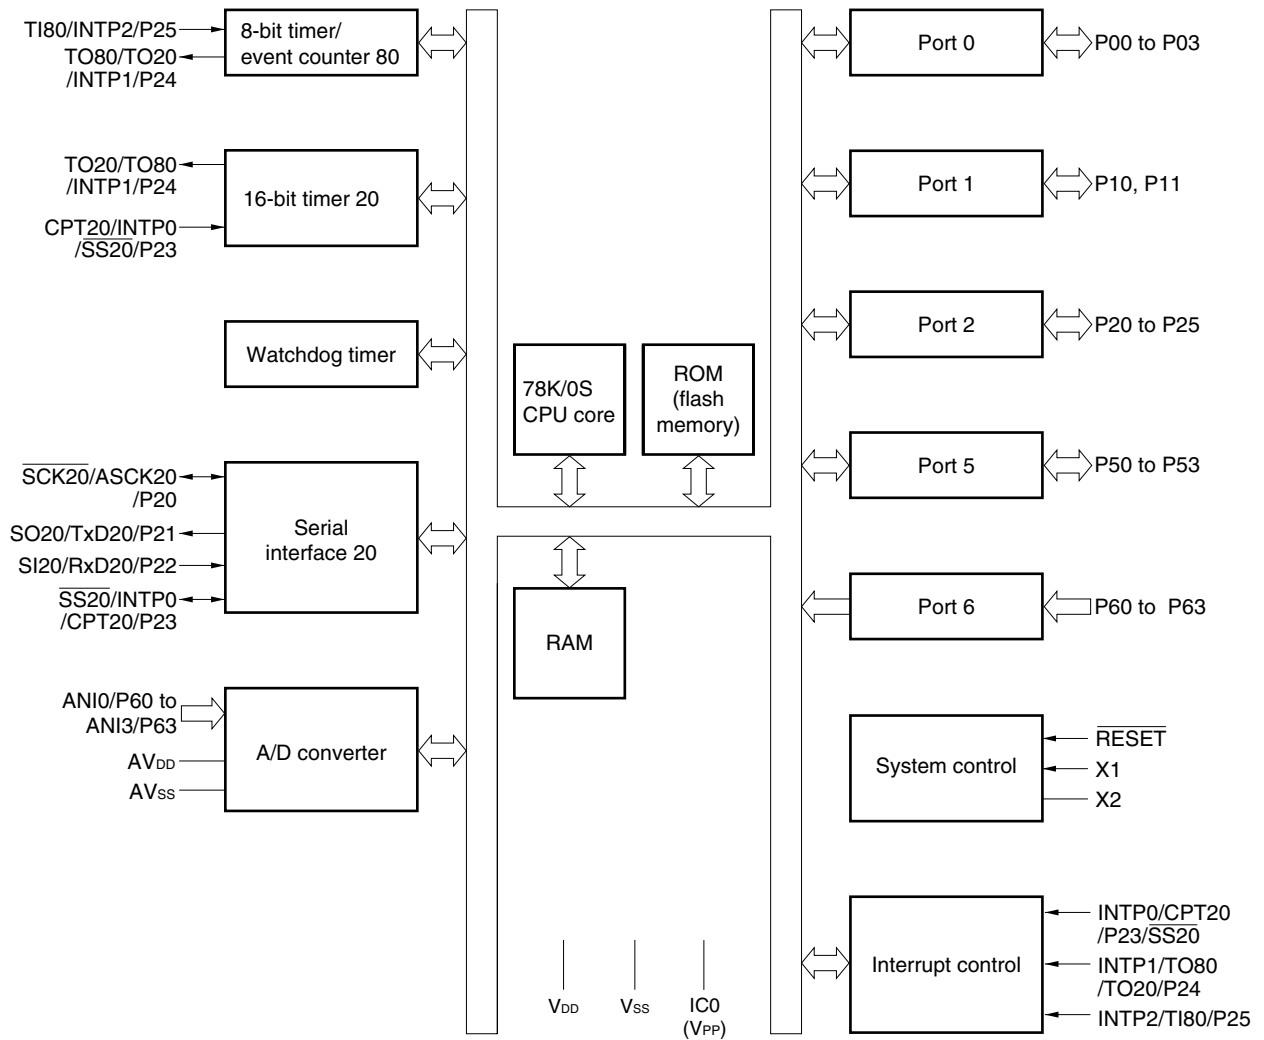 TI80/INTP2/P25
TO80/TO20
/INTP1/P24
8-bit timer/
event counter 80
TO20/TO80
/INTP1/P24
CPT20/INTP0
/SS20/P23
16-bit timer 20
Watchdog timer
SCK20/ASCK20
/P20
SO20/TxD20/P21
SI20/RxD20/P22
SS20/INTP0
/CPT20/P23
Serial
interface 20
ANI0/P60 to
ANI3/P63
AVDD
AVSS
A/D converter
78K/0S
CPU core
ROM
(flash
memory)
RAM
VDD
VSS
IC0
(VPP)
Port 0
P00 to P03
Port 1
P10, P11
Port 2
P20 to P25
Port 5
P50 to P53
Port 6
P60 to P63
System control
RESET
X1
X2
Interrupt control
INTP0/CPT20
/P23/SS20
INTP1/TO80
/TO20/P24
INTP2/TI80/P25